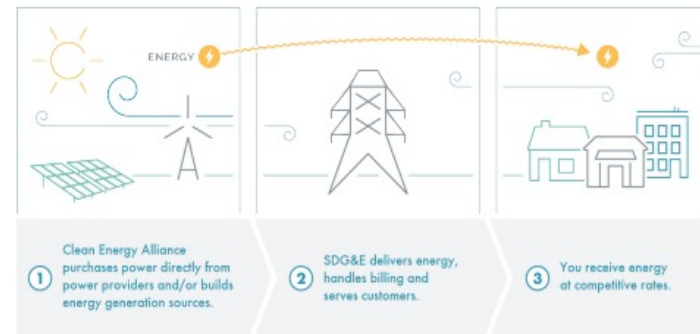 ENERGY
1
Clean Energy Alliance
purchases power directly from
power providers and/or builds
energy generation sources.
2
SDG&E delivers energy,
handles billing and
serves customers.
3
You receive energy
at competitive rates.